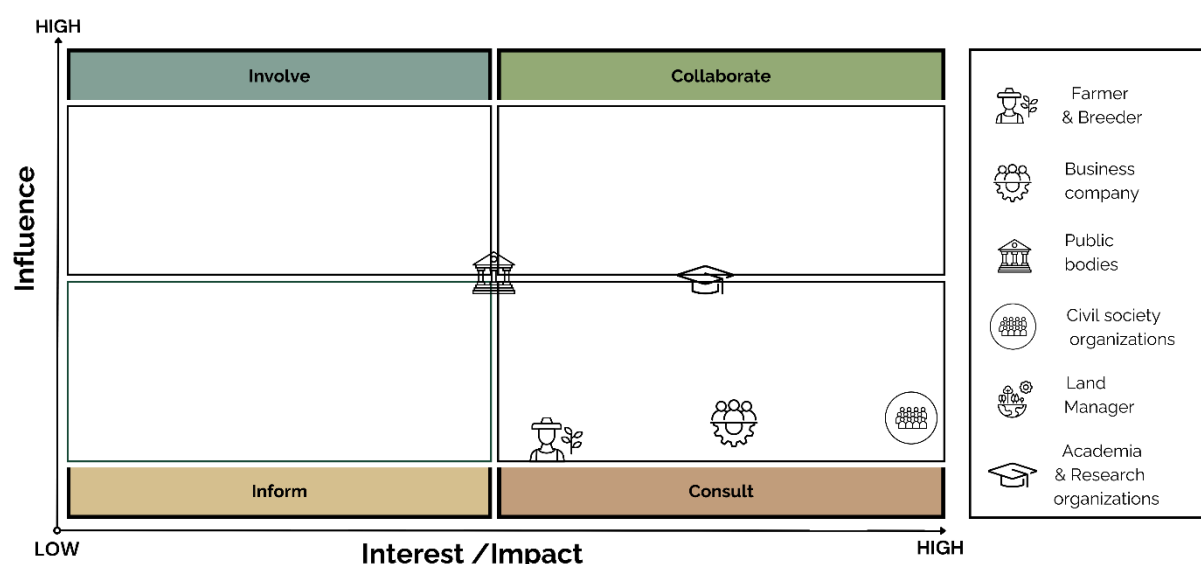 HIGH
Involve
Collaborate
Influence
Inform
Consult
LOW
Interest /Impact
HIGH
Farmer
& Breeder
Business
company
Public
bodies
Civil society
organizations
Land
Manager
Academia
& Research
organizations